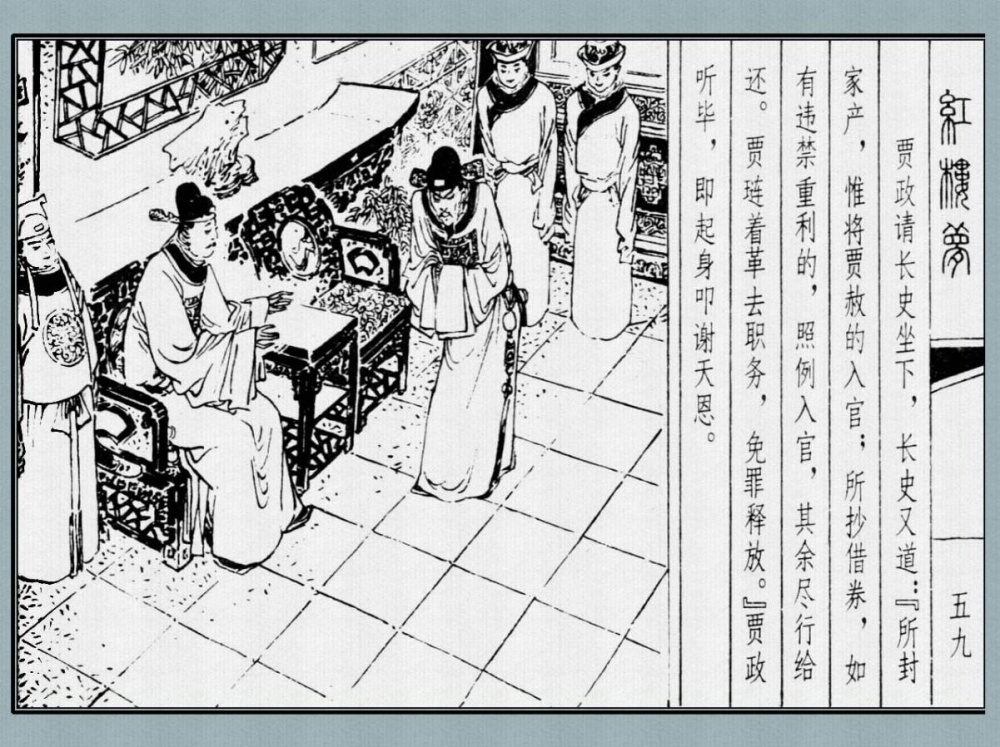 紅樓夢
五九
贾政请长史坐下，长史又道：『所封
家产，惟将贾赦的入官；所抄借券，如
有违禁重利的，照例入官，其余尽行给
还。贾琏着革去职务，免罪释放。』贾政
听毕，即起身叩谢天恩。